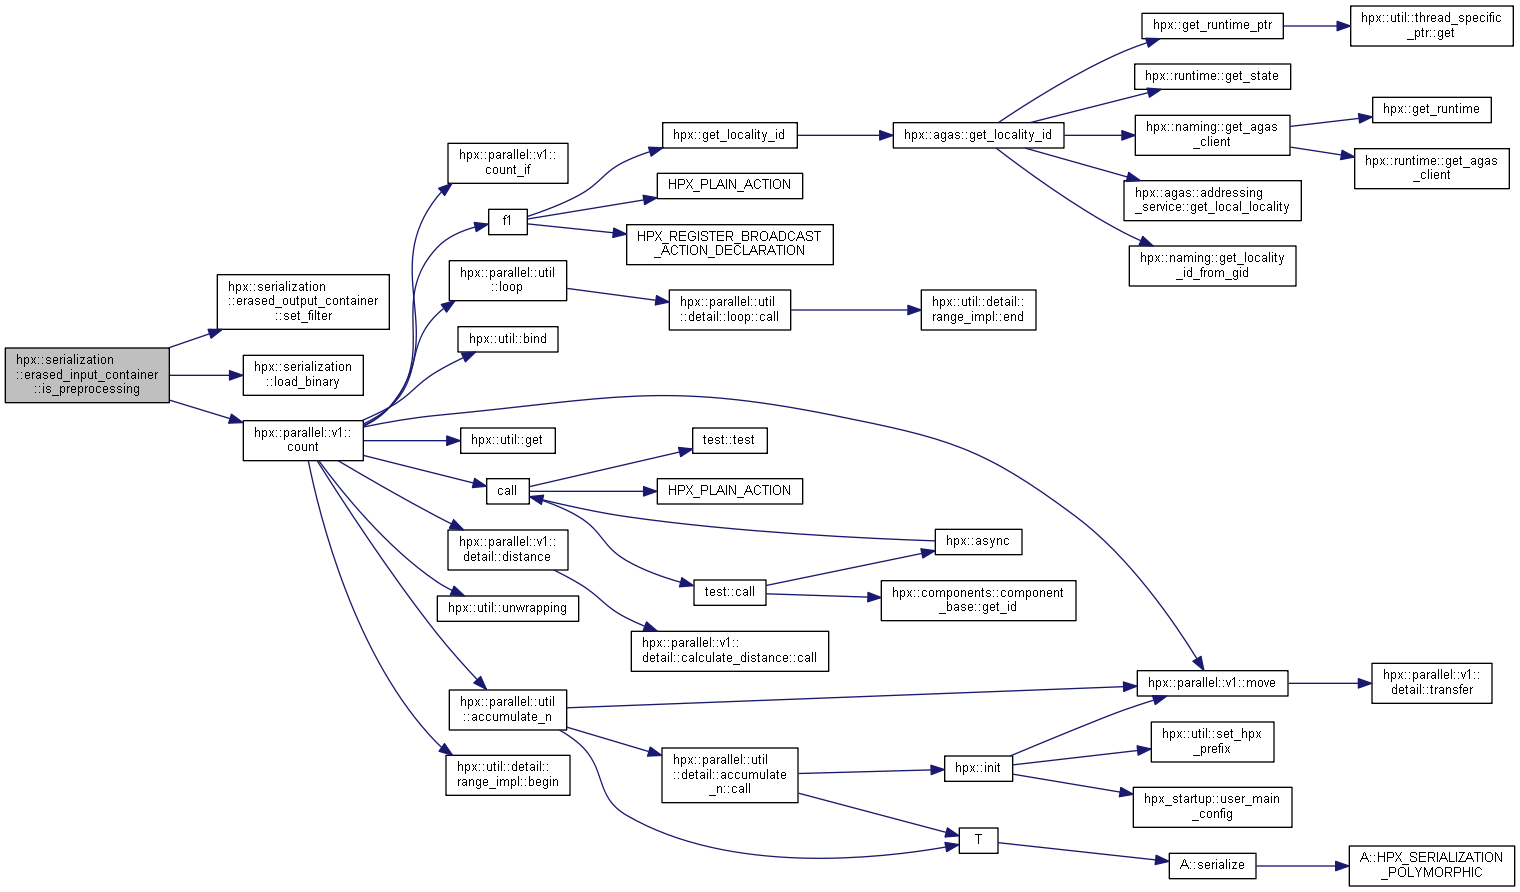 hpx::serialization
::erased_input_container
::is_preprocessing
hpx::serialization
::erased_output_container
::set_filter
hpx::serialization
::load_binary
hpx::parallel::v1::
count
hpx::parallel::v1::
count_if
f1
hpx::parallel::util
::loop
hpx::util::bind
hpx::util::get
call
hpx::parallel::v1::
detail::distance
hpx::util::unwrapping
hpx::parallel::util
::accumulate_n
hpx::util::detail::
range_impl::begin
hpx::get_locality_id
HPX_PLAIN_ACTION
HPX_REGISTER_BROADCAST
_ACTION_DECLARATION
hpx::parallel::util
::detail::loop::call
test::test
HPX_PLAIN_ACTION
test::call
hpx::parallel::v1::
detail::calculate_distance::call
hpx::parallel::util
::detail::accumulate
_n::call
hpx::agas::get_locality_id
hpx::util::detail::
range_impl::end
hpx::async
hpx::components::component
_base::get_id
hpx::init
T
hpx::get_runtime_ptr
hpx::runtime::get_state
hpx::naming::get_agas
_client
hpx::agas::addressing
_service::get_local_locality
hpx::naming::get_locality
_id_from_gid
hpx::parallel::v1::move
hpx::util::set_hpx
_prefix
hpx_startup::user_main
_config
A::serialize
hpx::util::thread_specific
_ptr::get
hpx::get_runtime
hpx::runtime::get_agas
_client
hpx::parallel::v1::
detail::transfer
A::HPX_SERIALIZATION
_POLYMORPHIC